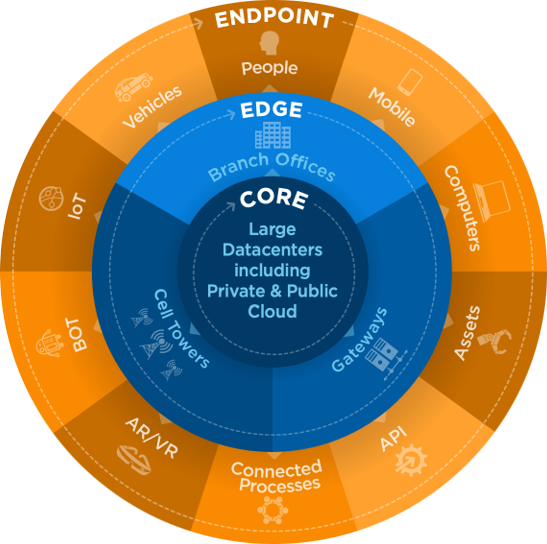 ENDPOINT
People
Mobile
Computers
Assets
API
Connected
Processes
AR/VR
BOT
IoT
Vehicles
EDGE
Branch Offices
Gateways
Cell Towers
CORE
Large
Datacenters
including
Private & Public
Cloud